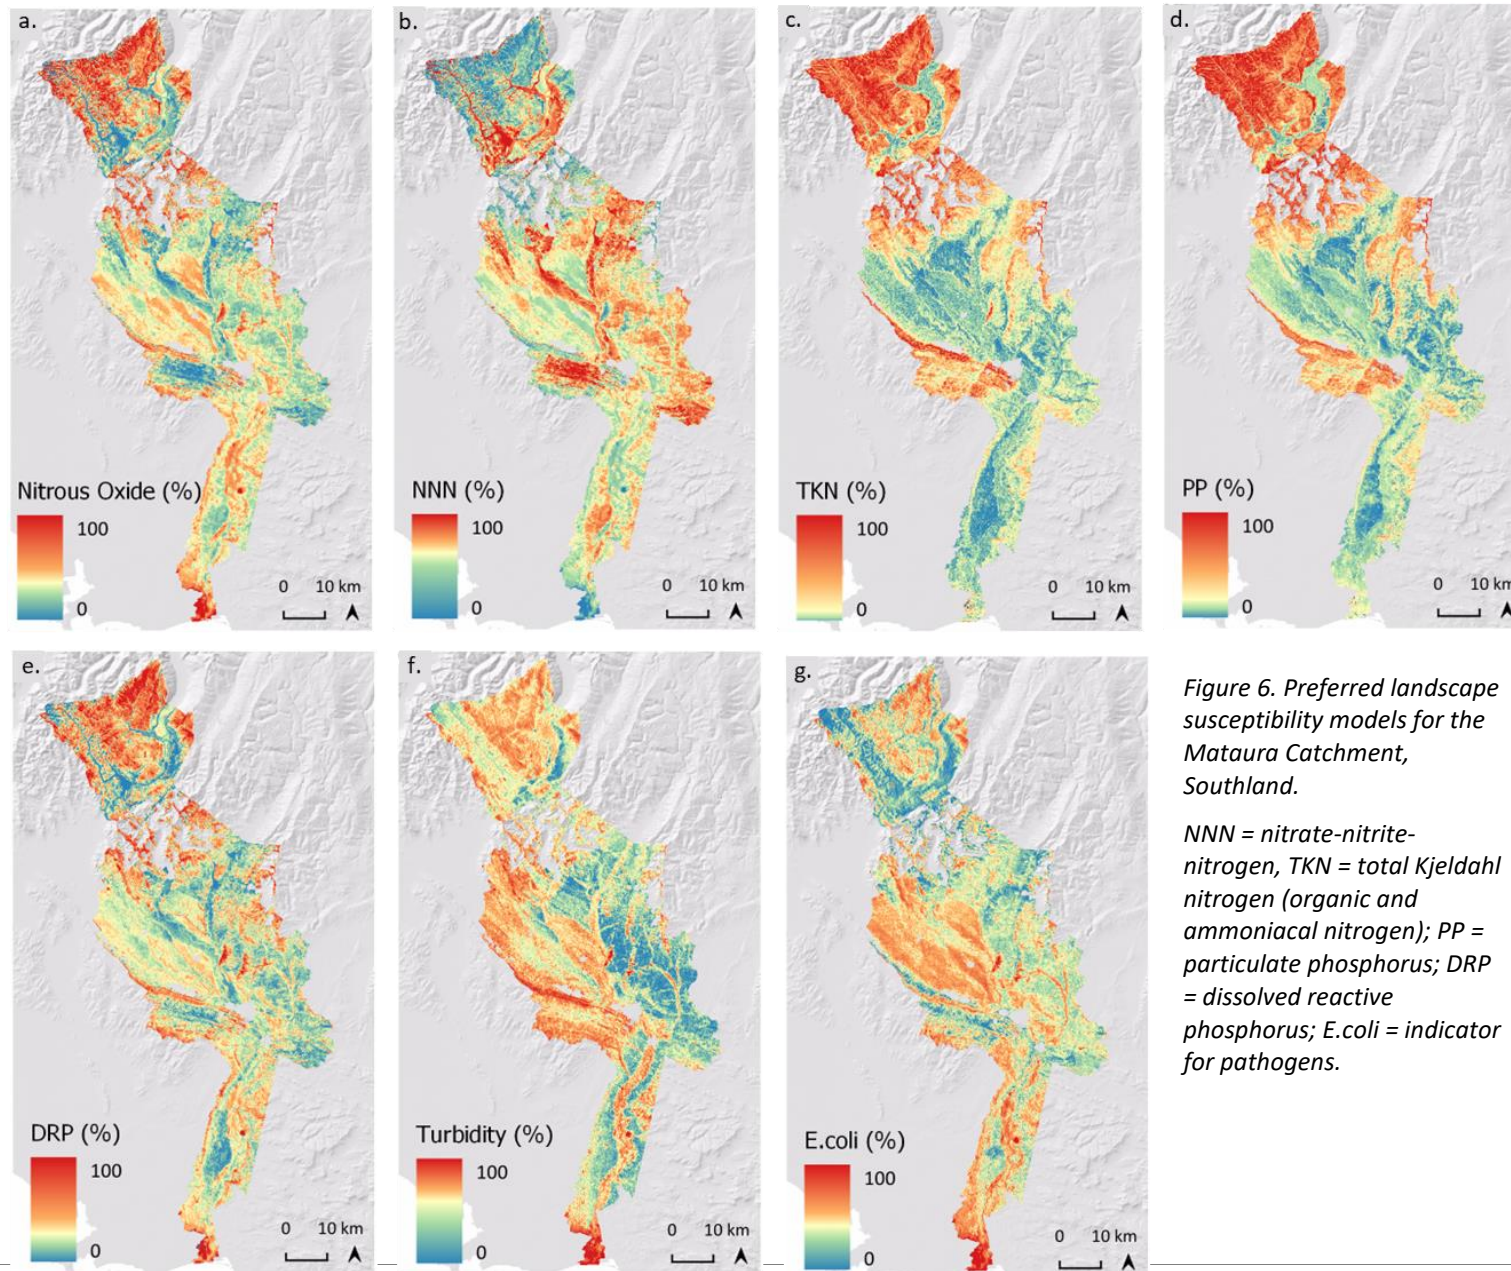 a.
Nitrous Oxide (%)
100
0
0 10 km
b.
NNN (%)
100
0
0 10 km
c.
TKN (%)
100
0
0 10 km
d.
PP (%)
100
0
0 10 km
e.
DRP (%)
100
0
0 10 km
f.
Turbidity (%)
100
0
0 10 km
g.
E.coli (%)
100
0
0 10 km
Figure 6. Preferred landscape
susceptibility models for the
Mataura Catchment,
Southland.
NNN = nitrate-nitrite-
nitrogen, TKN = total Kjeldahl
nitrogen (organic and
ammoniacal nitrogen); PP =
particulate phosphorus; DRP
= dissolved reactive
phosphorus; E.coli = indicator
for pathogens.